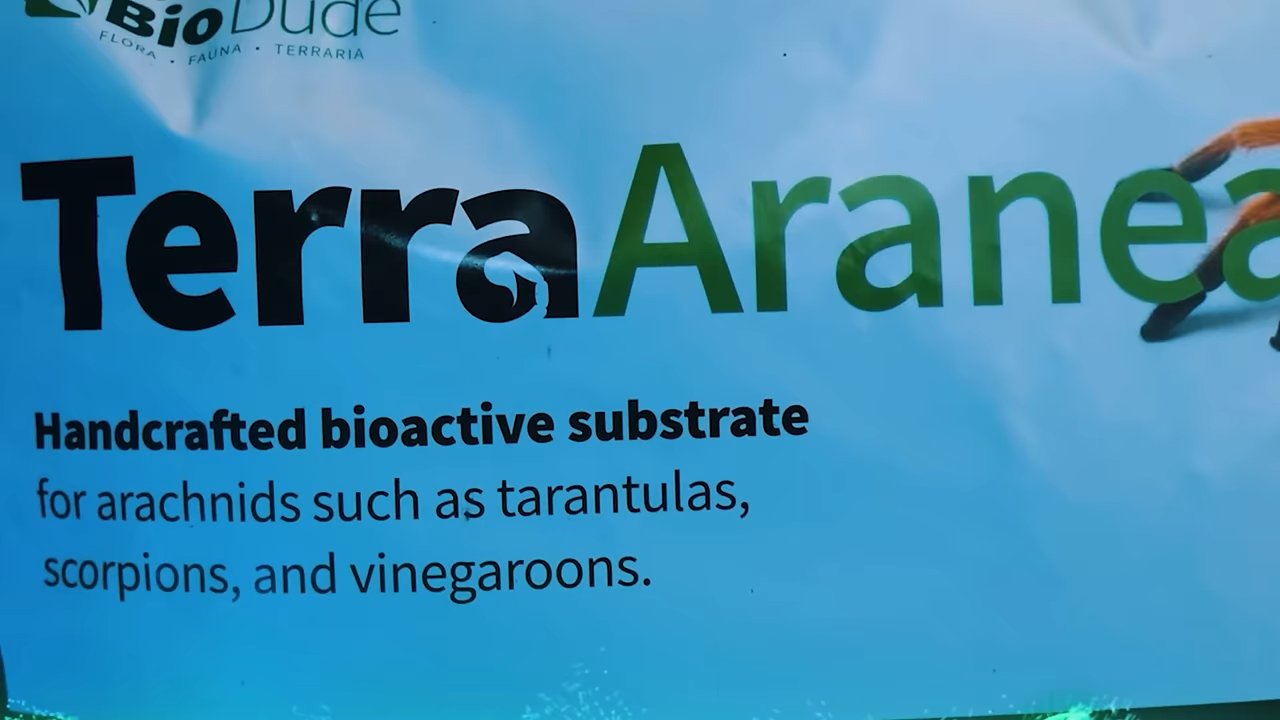 BioDude
FLORA • FAUNA • TERRARIA
TerraAranea
Handcrafted bioactive substrate
for arachnids such as tarantulas,
scorpions, and vinegaroons.